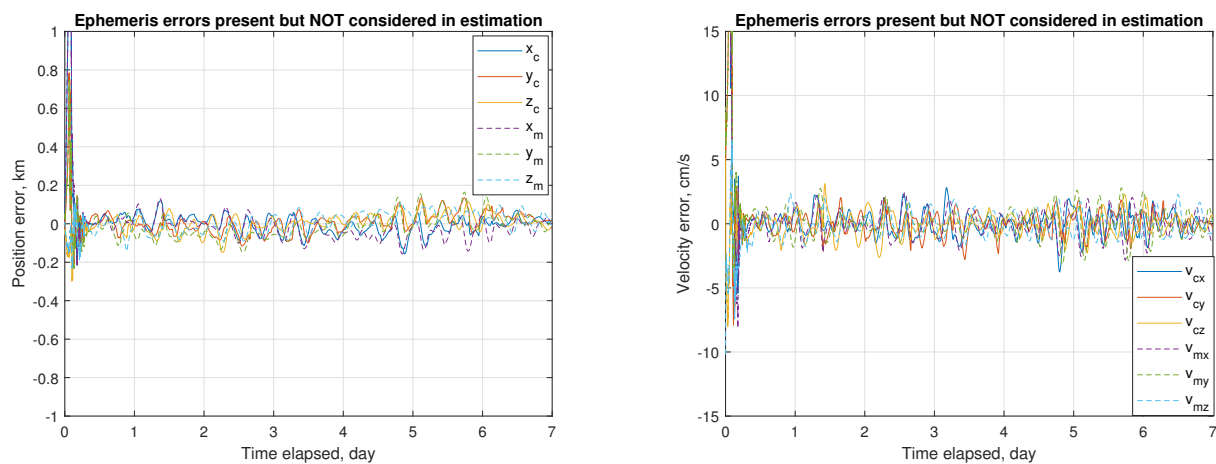 Ephemeris errors present but NOT considered in estimation
Position error, km
1
0.8
0.6
0.4
0.2
0
-0.2
-0.4
-0.6
-0.8
-1
x_c
y_c
z_c
x_m
y_m
z_m
0 1 2 3 4 5 6 7
Time elapsed, day
Ephemeris errors present but NOT considered in estimation
Velocity error, cm/s
15
10
5
0
-5
-10
-15
v_cx
v_cy
v_cz
v_mx
v_my
v_mz
0 1 2 3 4 5 6 7
Time elapsed, day